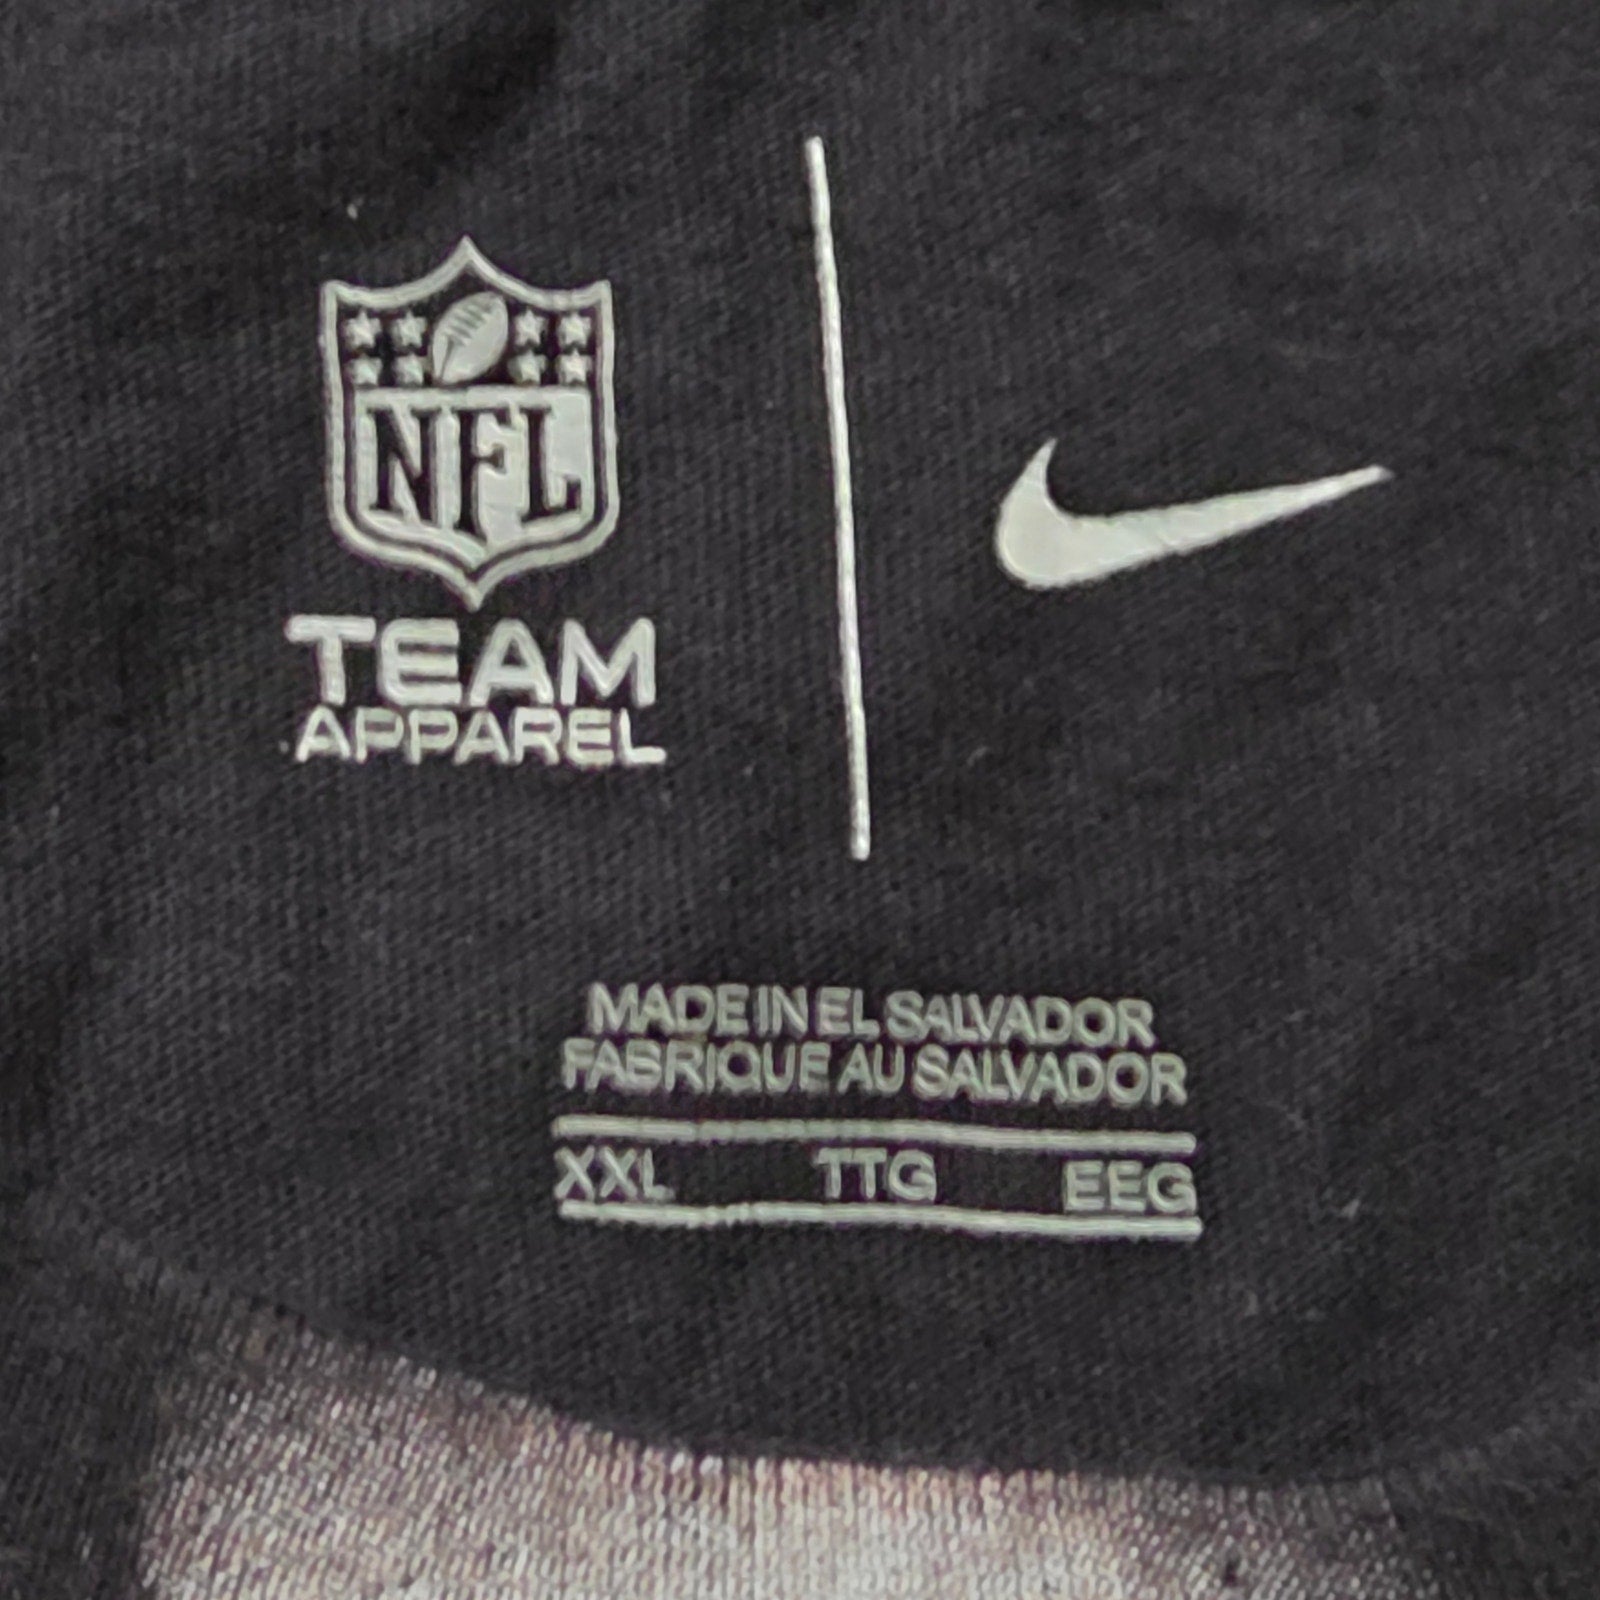 NFL
TEAM
APPAREL
MADE IN EL SALVADOR
FABRIQUE AU SALVADOR
XXL TTG EEG